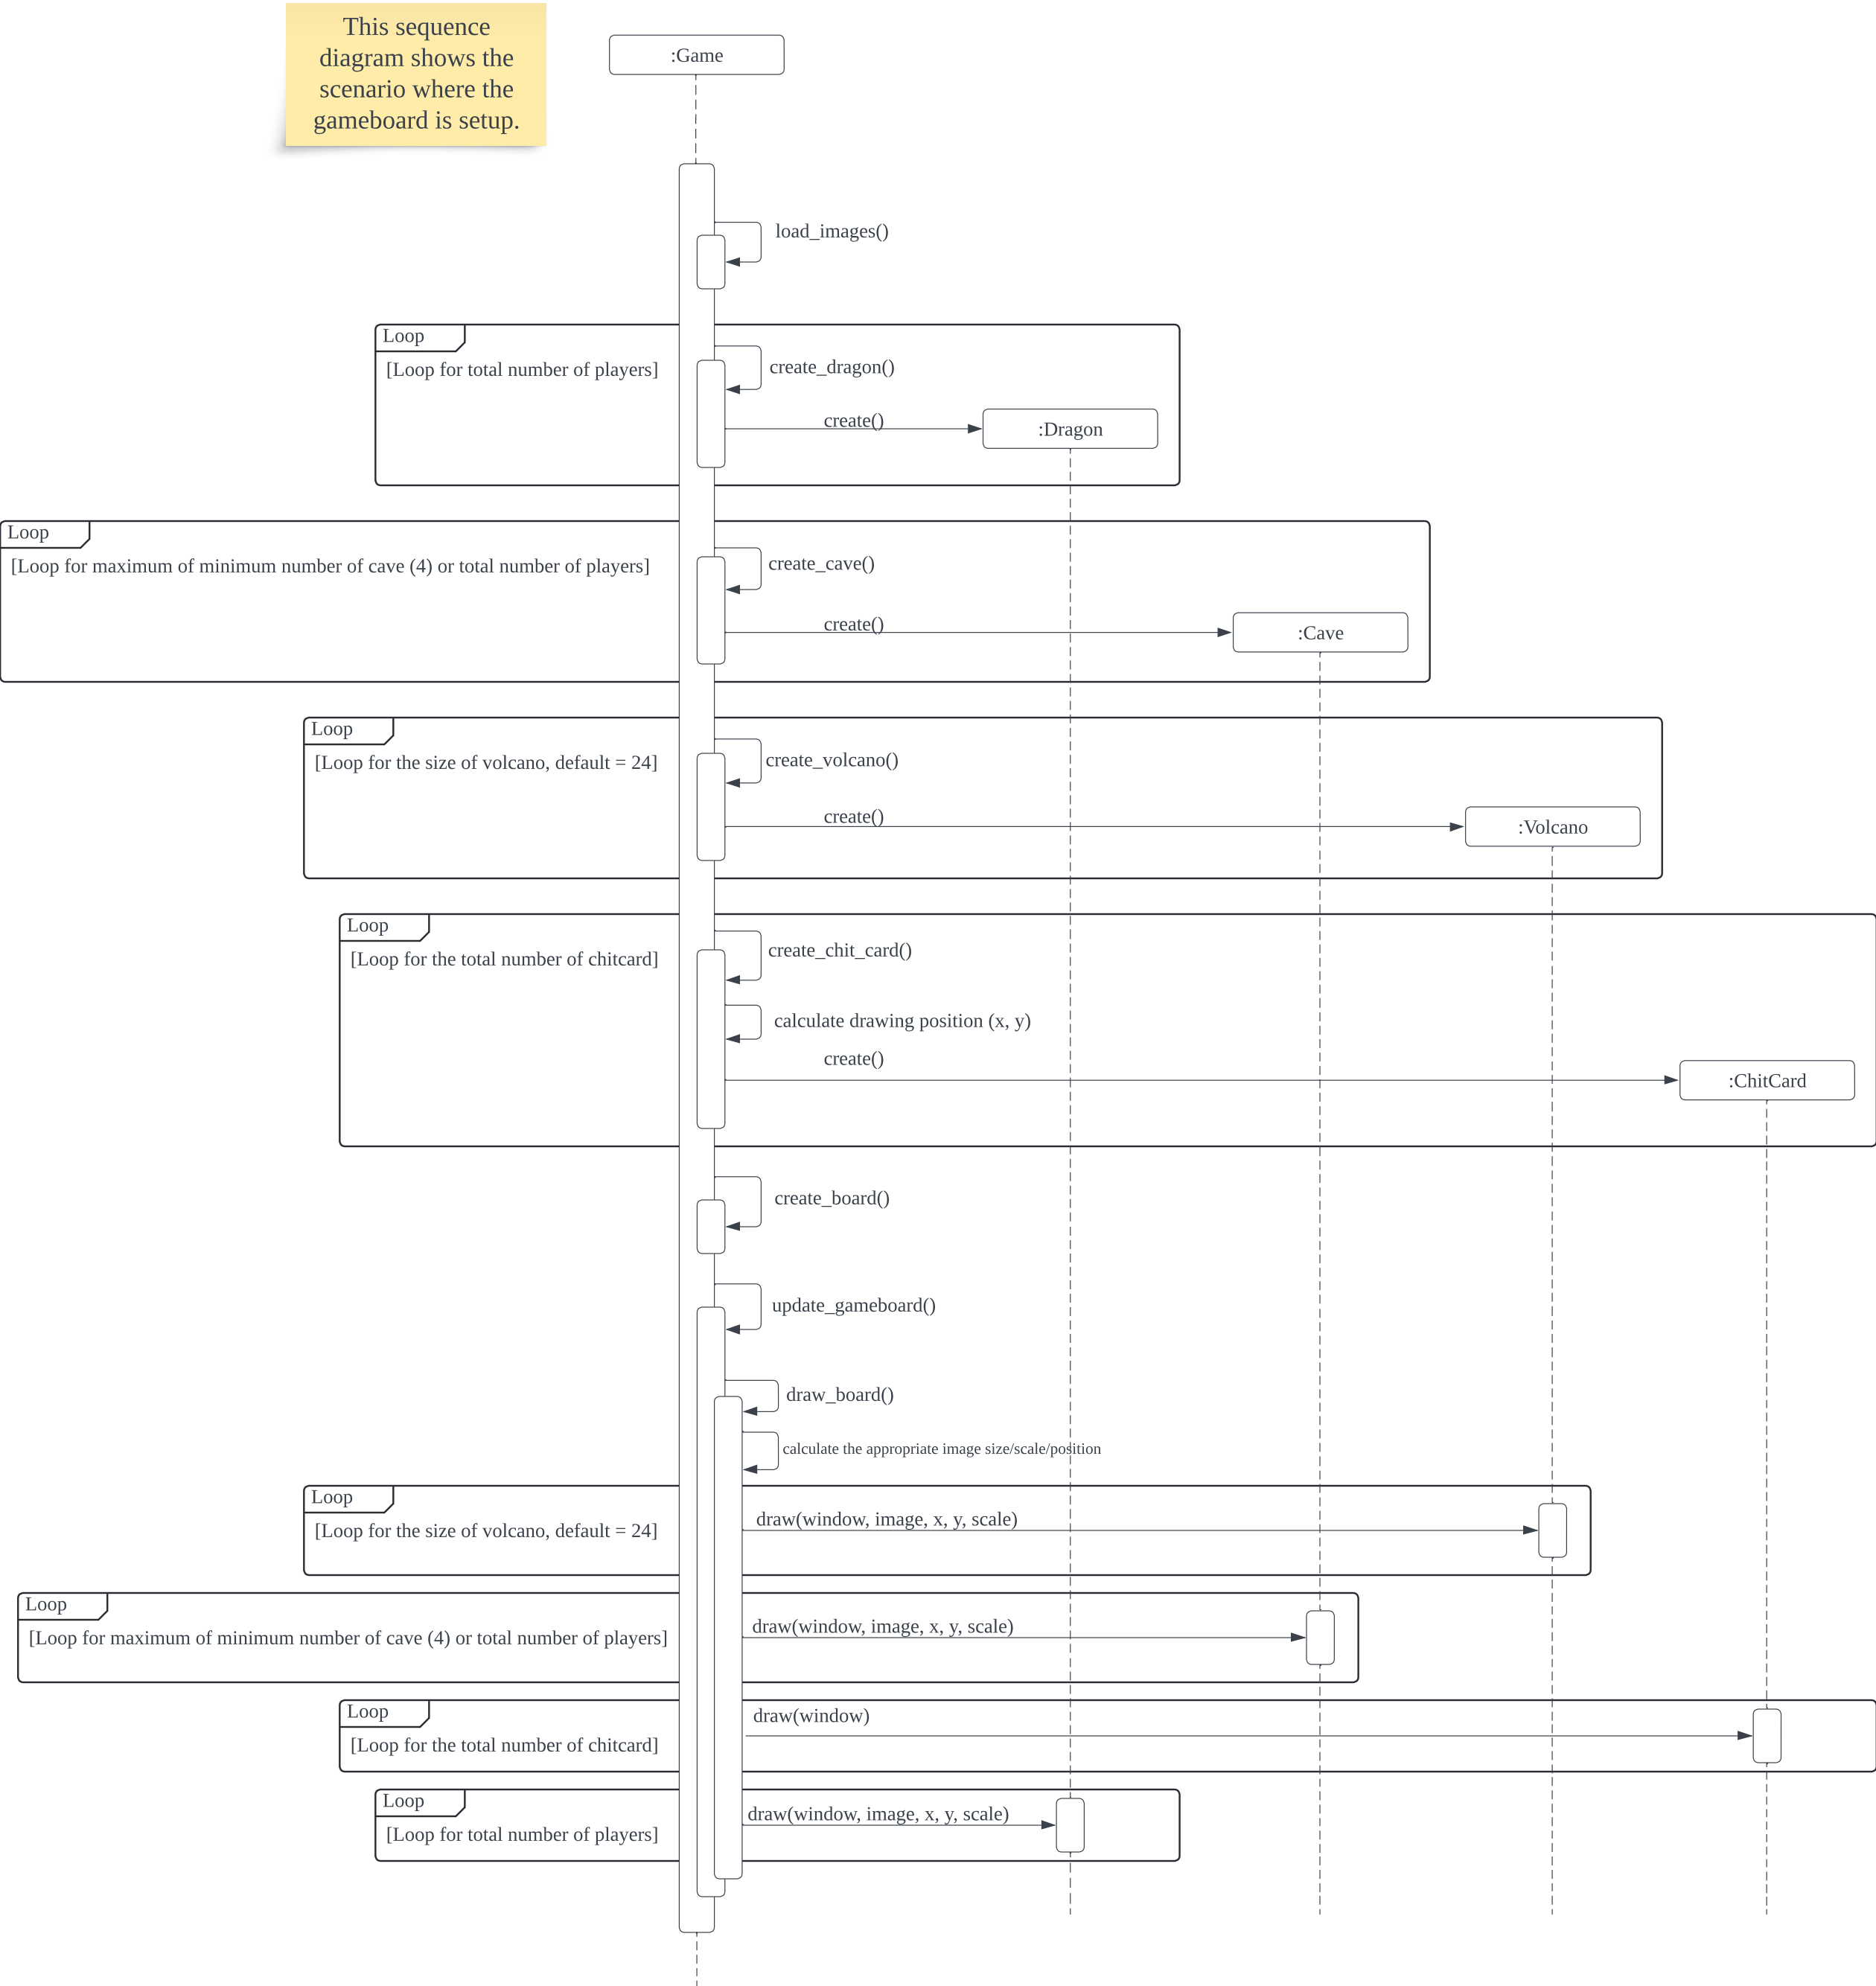 This sequence
diagram shows the
scenario where the
gameboard is setup.
:Game
load_images()
Loop
[Loop for total number of players]
create_dragon()
create()
:Dragon
Loop
[Loop for maximum of minimum number of cave (4) or total number of players]
create_cave()
create()
:Cave
Loop
[Loop for the size of volcano, default = 24]
create_volcano()
create()
:Volcano
Loop
[Loop for the total number of chitcard]
create_chit_card()
calculate drawing position (x, y)
create()
:ChitCard
create_board()
update_gameboard()
draw_board()
calculate the appropriate image size/scale/position
Loop
[Loop for the size of volcano, default = 24]
draw(window, image, x, y, scale)
Loop
[Loop for maximum of minimum number of cave (4) or total number of players]
draw(window, image, x, y, scale)
Loop
[Loop for the total number of chitcard]
draw(window)
Loop
[Loop for total number of players]
draw(window, image, x, y, scale)